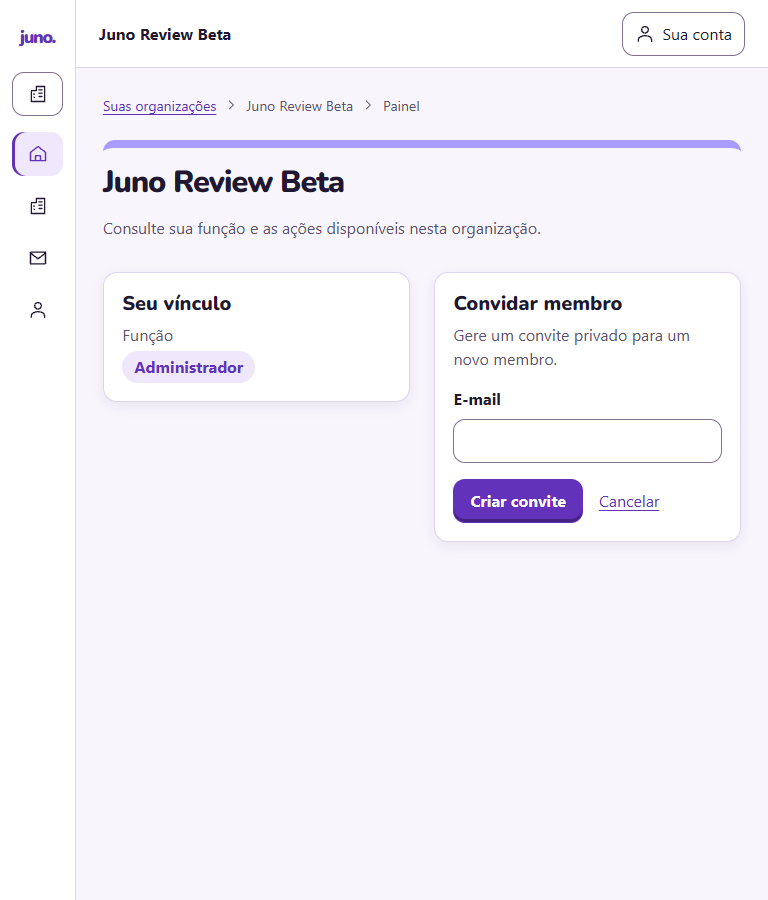 juno.
Juno Review Beta
Sua conta
Suas organizações > Juno Review Beta > Painel
Juno Review Beta
Consulte sua função e as ações disponíveis nesta organização.
Seu vínculo
Função
Administrador
Convidar membro
Gere um convite privado para um
novo membro.
E-mail
Criar convite
Cancelar